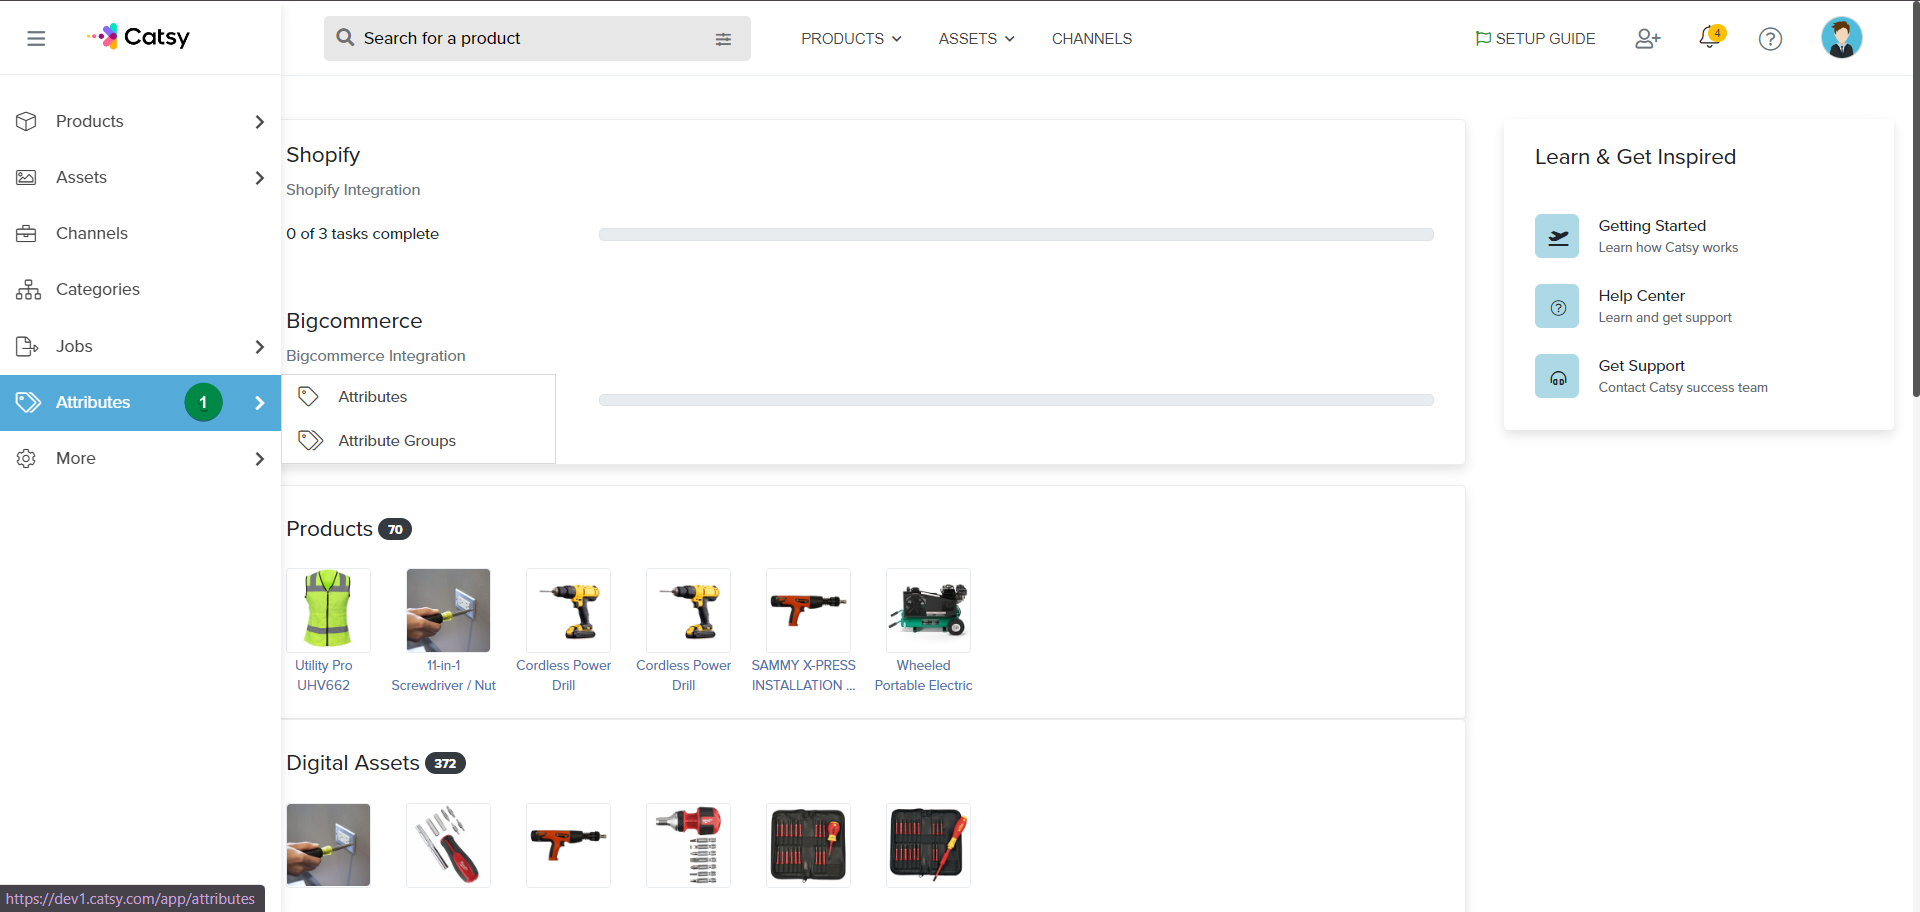 Catsy
Search for a product
PRODUCTS
ASSETS
CHANNELS
SETUP GUIDE
4
Products
Assets
Channels
Categories
Jobs
Attributes
1
More
Attributes
Attribute Groups
Shopify
Shopify Integration
0 of 3 tasks complete
Bigcommerce
Bigcommerce Integration
Products 70
Utility Pro
UHV662
11-in-1
Screwdriver / Nut
Cordless Power
Drill
Cordless Power
Drill
SAMMY X-PRESS
INSTALLATION ...
Wheeled
Portable Electric
Digital Assets 372
Learn & Get Inspired
Getting Started
Learn how Catsy works
Help Center
Learn and get support
Get Support
Contact Catsy success team
https://dev1.catsy.com/app/attributes